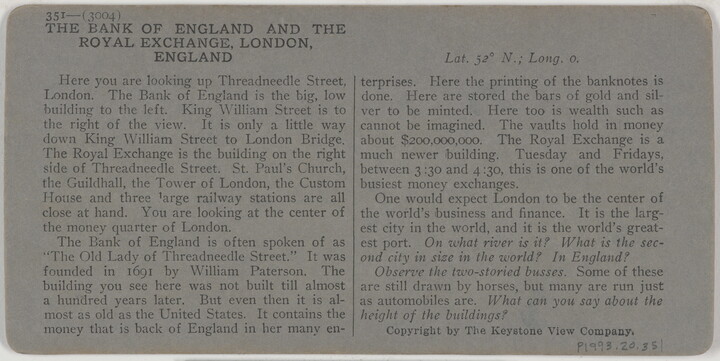 351—(3004)
THE BANK OF ENGLAND AND THE
ROYAL EXCHANGE, LONDON,
ENGLAND
Here you are looking up Threadneedle Street,
London. The Bank of England is the big, low
building to the left. King William Street is to
the right of the view. It is only a little way
down King William Street to London Bridge.
The Royal Exchange is the building on the right
side of Threadneedle Street. St. Paul's Church,
the Guildhall, the Tower of London, the Custom
House and three large railway stations are all
close at hand. You are looking at the center of
the money quarter of London.
The Bank of England is often spoken of as
"The Old Lady of Threadneedle Street." It was
founded in 1691 by William Paterson. The
building you see here was not built till almost
a hundred years later. But even then it is al-
most as old as the United States. It contains the
money that is back of England in her many en-
Lat. 52° N.; Long. 0.
terprises. Here the printing of the banknotes is
done. Here are stored the bars of gold and sil-
ver to be minted. Here too is wealth such as
cannot be imagined. The vaults hold in money
about $200,000,000. The Royal Exchange is a
much newer building. Tuesday and Fridays,
between 3:30 and 4:30, this is one of the world's
busiest money exchanges.
One would expect London to be the center of
the world's business and finance. It is the larg-
est city in the world, and it is the world's great-
est port. On what river is it? What is the sec-
ond city in size in the world? In England?
Observe the two-storied busses. Some of these
are still drawn by horses, but many are run just
as automobiles are. What can you say about the
height of the buildings?
Copyright by The Keystone View Company.
P1993.20.351